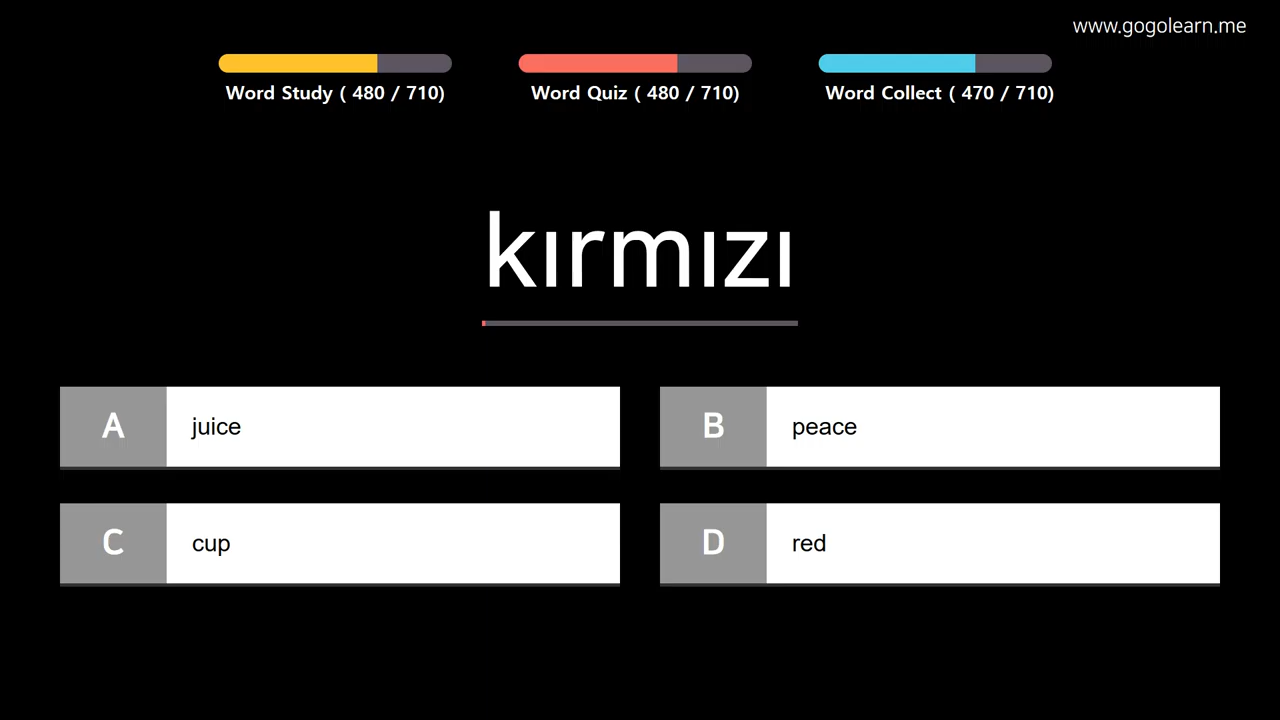 www.gogolearn.me
Word Study ( 480 / 710)
Word Quiz ( 480 / 710)
Word Collect ( 470 / 710)
kırmızı
A juice
B peace
C cup
D red